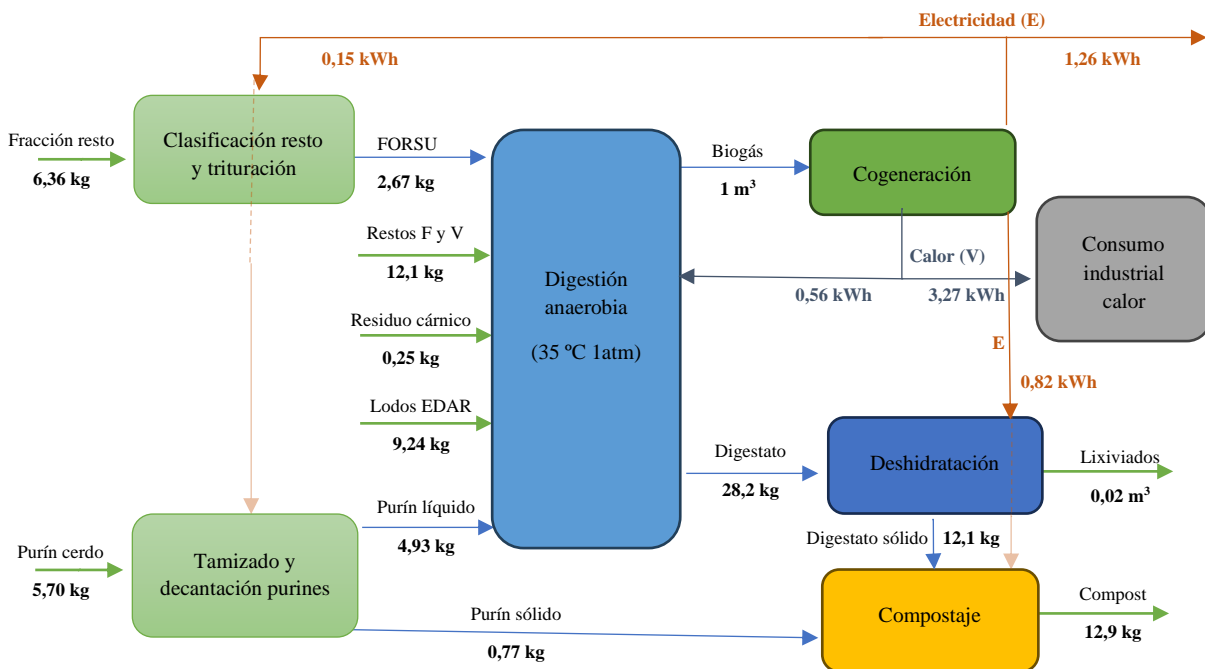 Electricidad (E)
0,15 kWh
1,26 kWh
Fracción resto
6,36 kg
Clasificación resto
y trituración
FORSU
2,67 kg
Biogás
1 m³
Cogeneración
Restos F y V
12,1 kg
Digestión
anaerobia
(35 ºC 1atm)
Calor (V)
0,56 kWh
3,27 kWh
Consumo
industrial
calor
Residuo cárnico
0,25 kg
E
0,82 kWh
Lodos EDAR
9,24 kg
Digestato
28,2 kg
Deshidratación
Lixiviados
0,02 m³
Purín cerdo
5,70 kg
Tamizado y
decantación purines
Purín líquido
4,93 kg
Digestato sólido
12,1 kg
Purín sólido
0,77 kg
Compostaje
Compost
12,9 kg